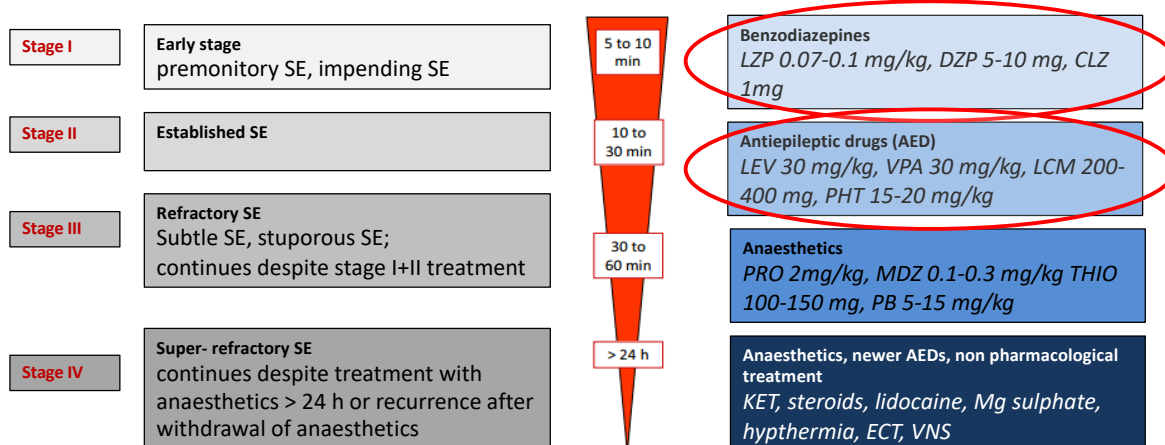 Stage I
Early stage
premonitory SE, impending SE
5 to 10
min
Benzodiazepines
LZP 0.07-0.1 mg/kg, DZP 5-10 mg, CLZ
1mg
Stage II
Established SE
10 to
30 min
Antiepileptic drugs (AED)
LEV 30 mg/kg, VPA 30 mg/kg, LCM 200-
400 mg, PHT 15-20 mg/kg
Stage III
Refractory SE
Subtle SE, stuporous SE;
continues despite stage I+II treatment
30 to
60 min
Anaesthetics
PRO 2mg/kg, MDZ 0.1-0.3 mg/kg THIO
100-150 mg, PB 5-15 mg/kg
Stage IV
Super- refractory SE
continues despite treatment with
anaesthetics > 24 h or recurrence after
withdrawal of anaesthetics
> 24 h
Anaesthetics, newer AEDs, non pharmacological
treatment
KET, steroids, lidocaine, Mg sulphate,
hypthermia, ECT, VNS